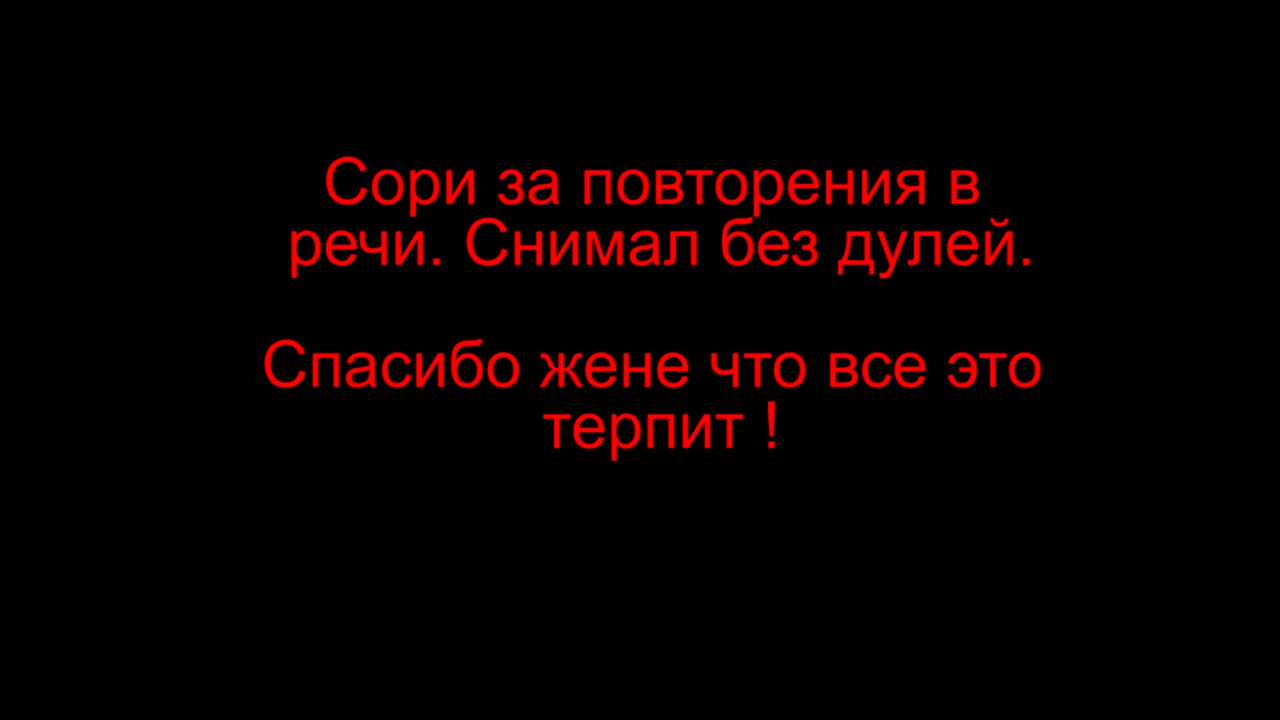 Сори за повторения в
речи. Снимал без дулей.
Спасибо жене что все это
терпит !